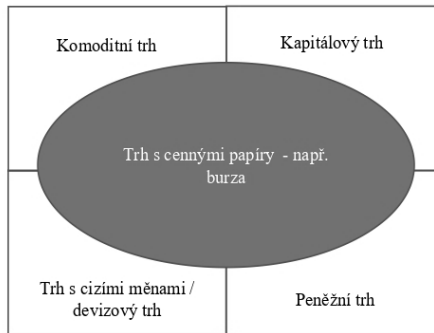 Komoditní trh
Kapitálový trh
Trh s cennými papíry - např.
burza
Trh s cizími měnami /
devizový trh
Peněžní trh